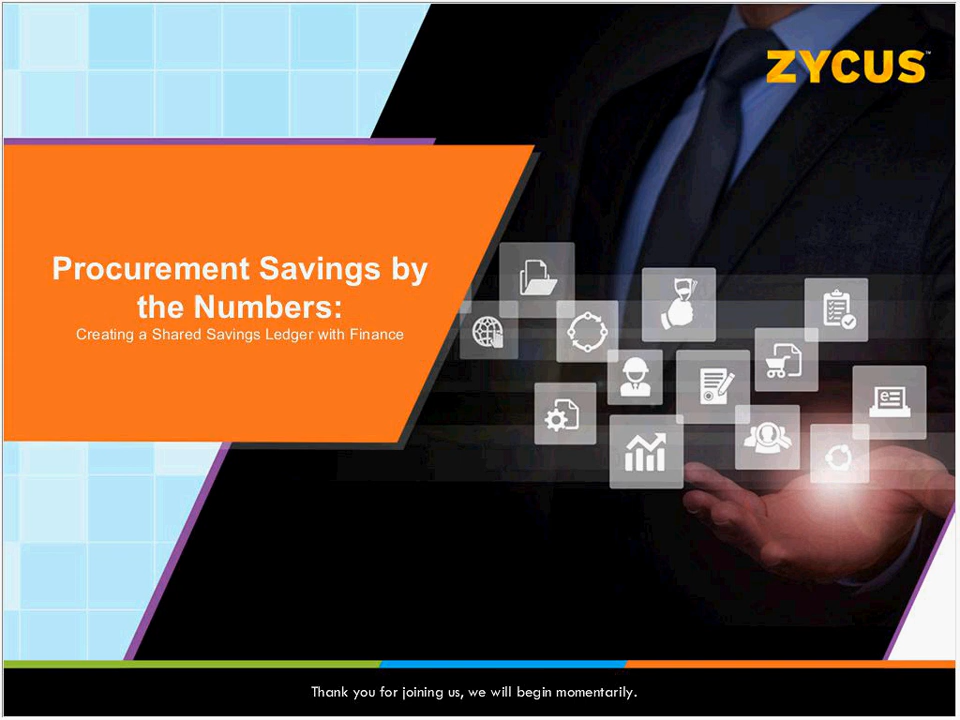 ZYCUS™
Procurement Savings by
the Numbers:
Creating a Shared Savings Ledger with Finance
Thank you for joining us, we will begin momentarily.